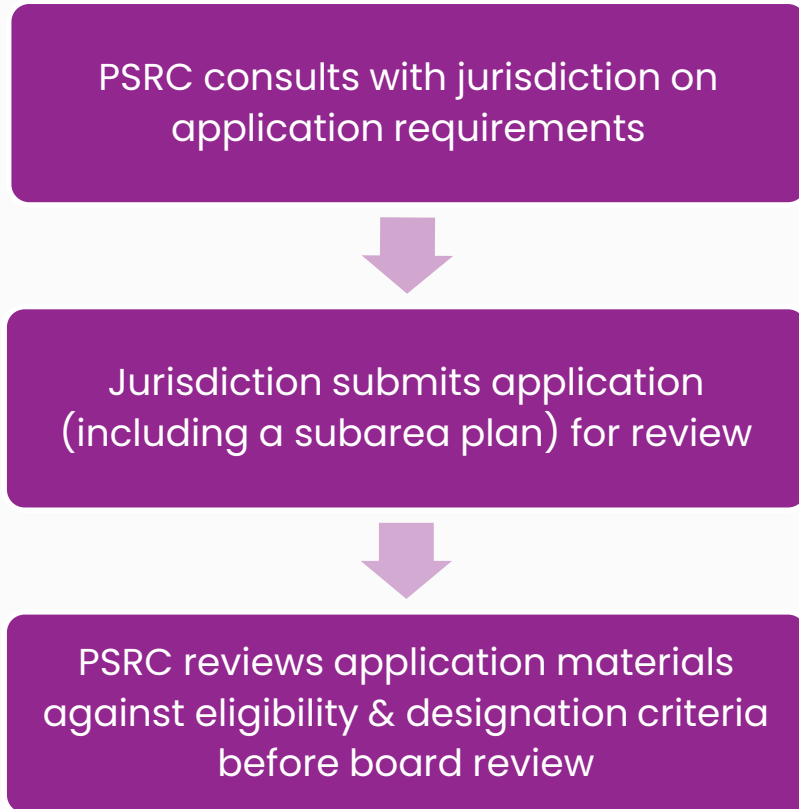 PSRC consults with jurisdiction on
application requirements
Jurisdiction submits application
(including a subarea plan) for review
PSRC reviews application materials
against eligibility & designation criteria
before board review